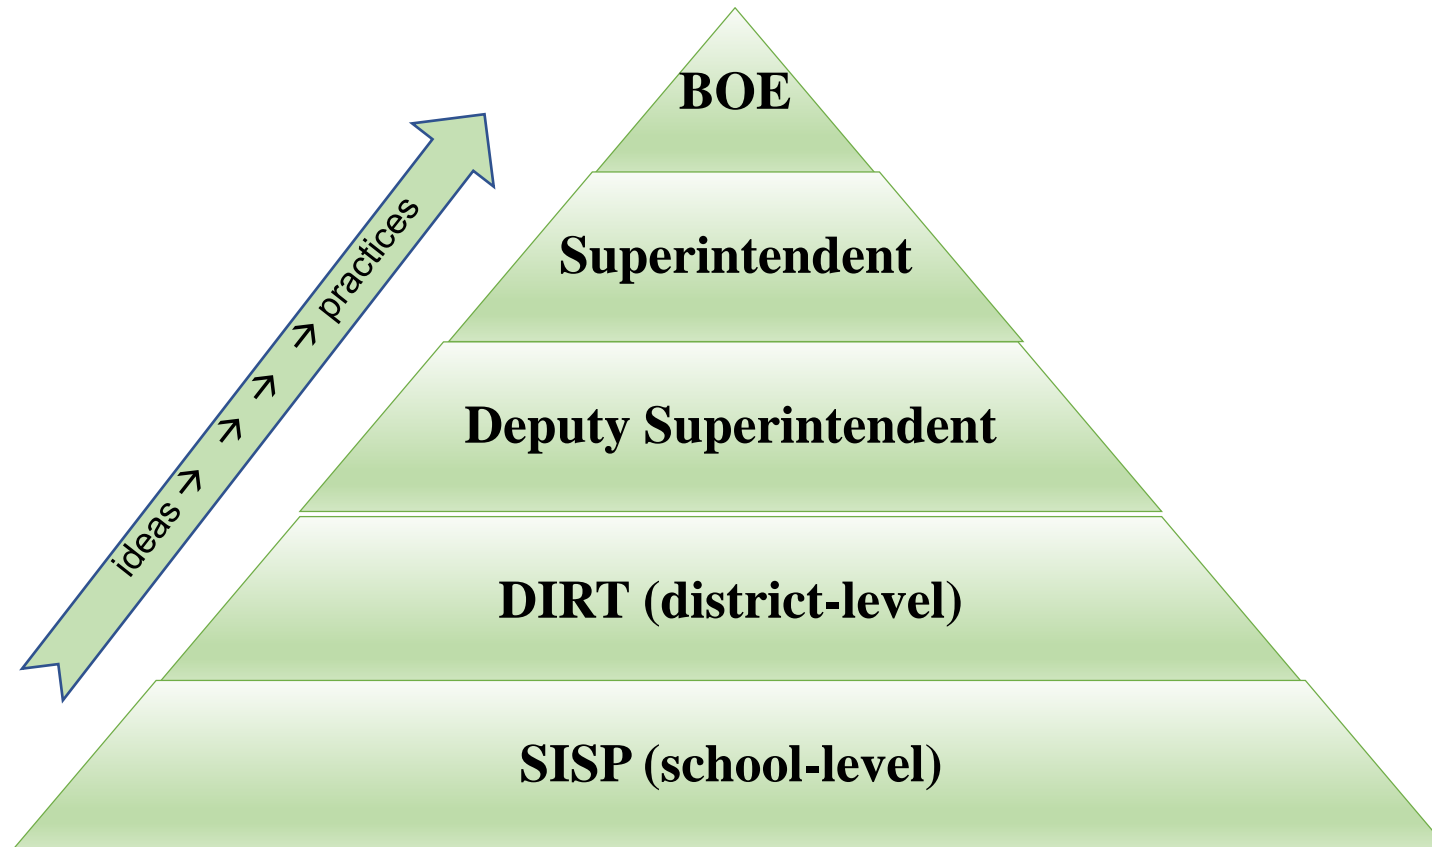 BOE
Superintendent
Deputy Superintendent
DIRT (district-level)
SISP (school-level)
ideas → → → → practices